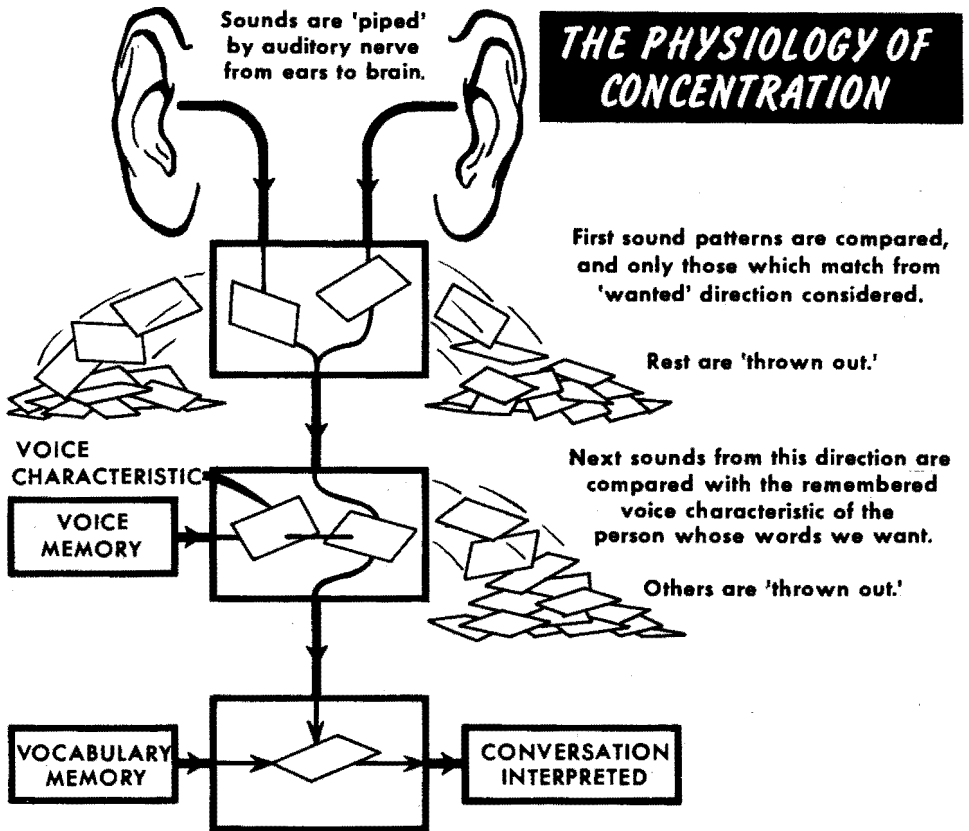 Sounds are 'piped'
by auditory nerve
from ears to brain.
THE PHYSIOLOGY OF
CONCENTRATION
First sound patterns are compared,
and only those which match from
'wanted' direction considered.
Rest are 'thrown out.'
VOICE
CHARACTERISTIC
VOICE
MEMORY
Next sounds from this direction are
compared with the remembered
voice characteristic of the
person whose words we want.
Others are 'thrown out.'
VOCABULARY
MEMORY
CONVERSATION
INTERPRETED